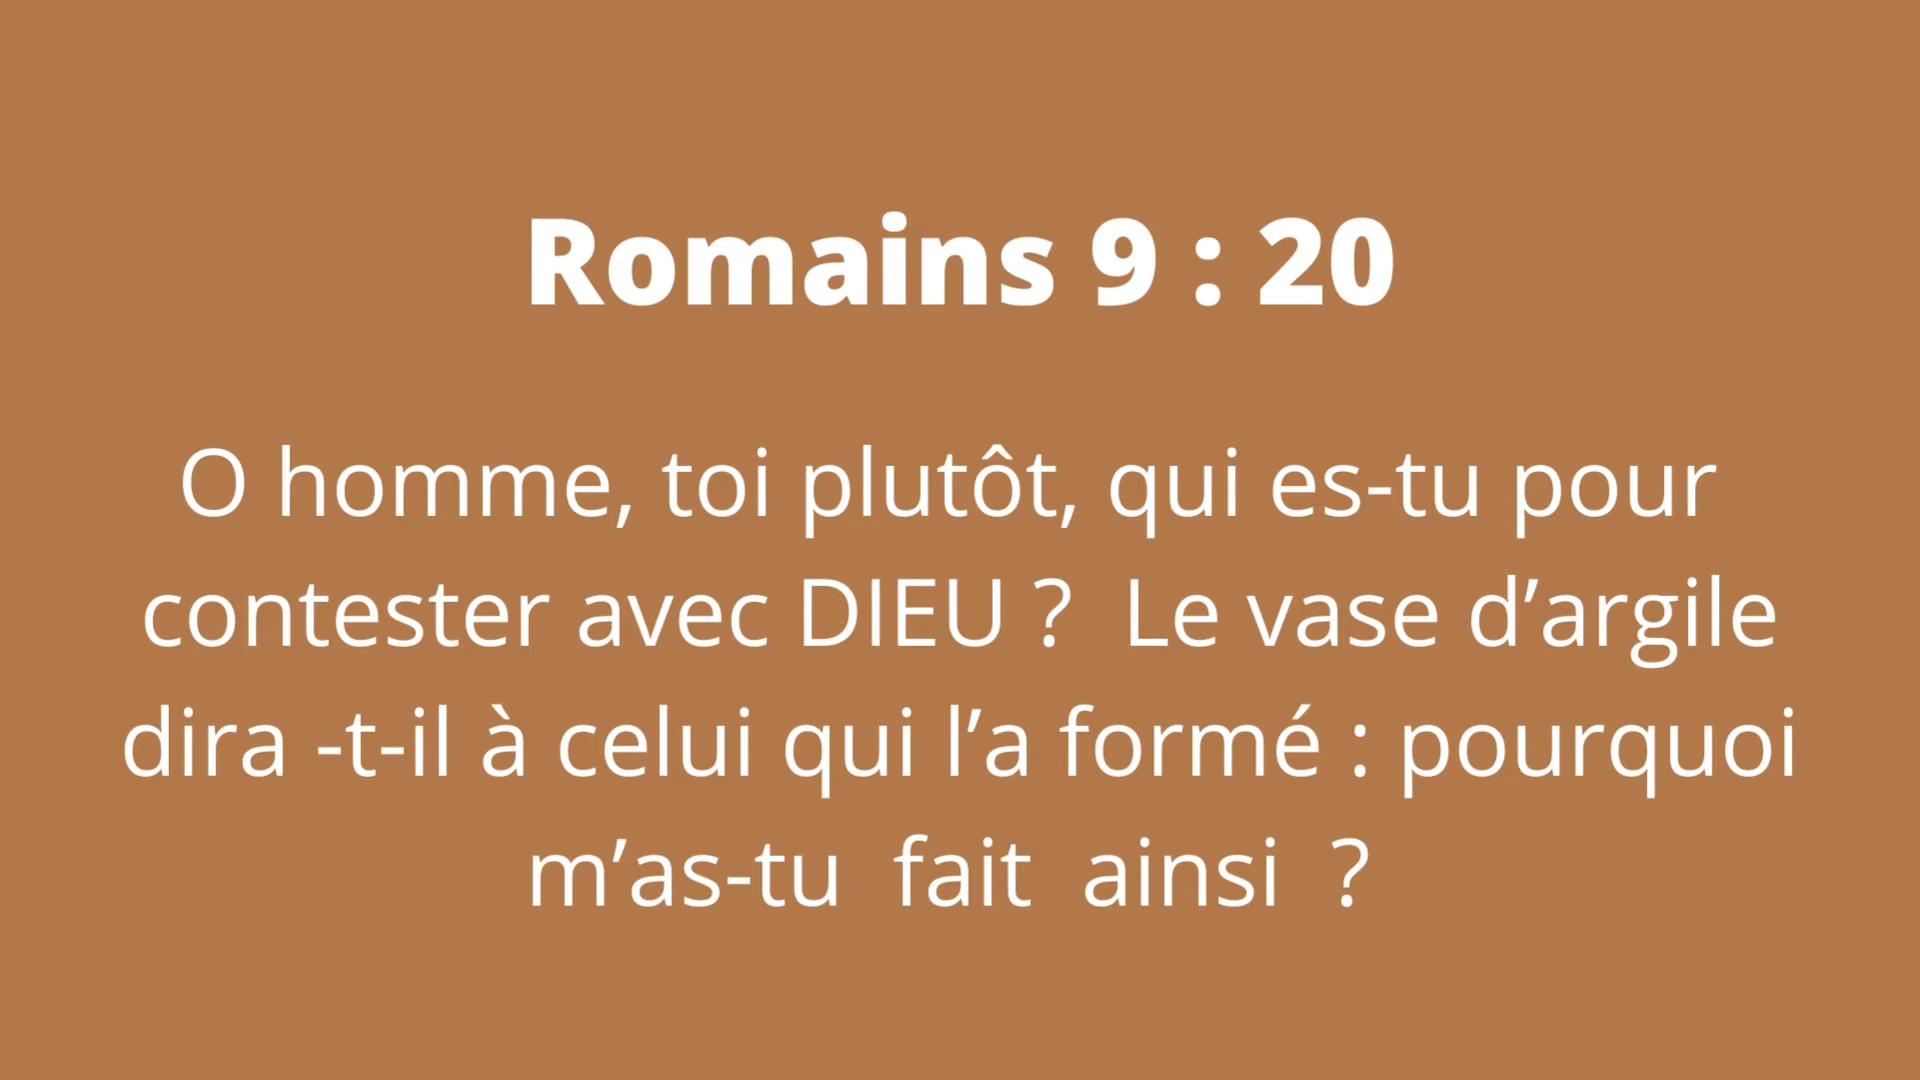 Romains 9 : 20
O homme, toi plutôt, qui es-tu pour
contester avec DIEU ? Le vase d’argile
dira -t-il à celui qui l’a formé : pourquoi
m’as-tu fait ainsi ?